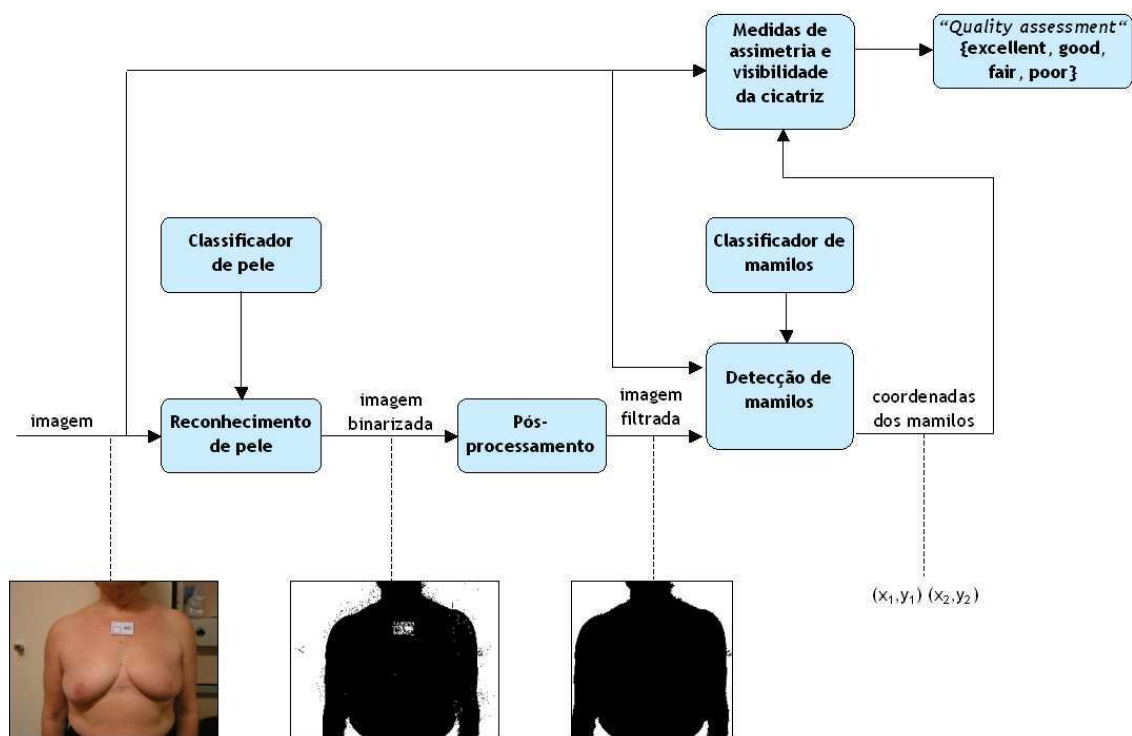 Medidas de
assimetria e
visibilidade
da cicatriz
“Quality assessment“
{excellent, good,
fair, poor}
Classificador
de pele
Classificador de
mamilos
imagem
Reconhecimento
de pele
imagem
binarizada
Pós-
processamento
imagem
filtrada
Detecção de
mamilos
coordenadas
dos mamilos
(x₁,y₁) (x₂,y₂)